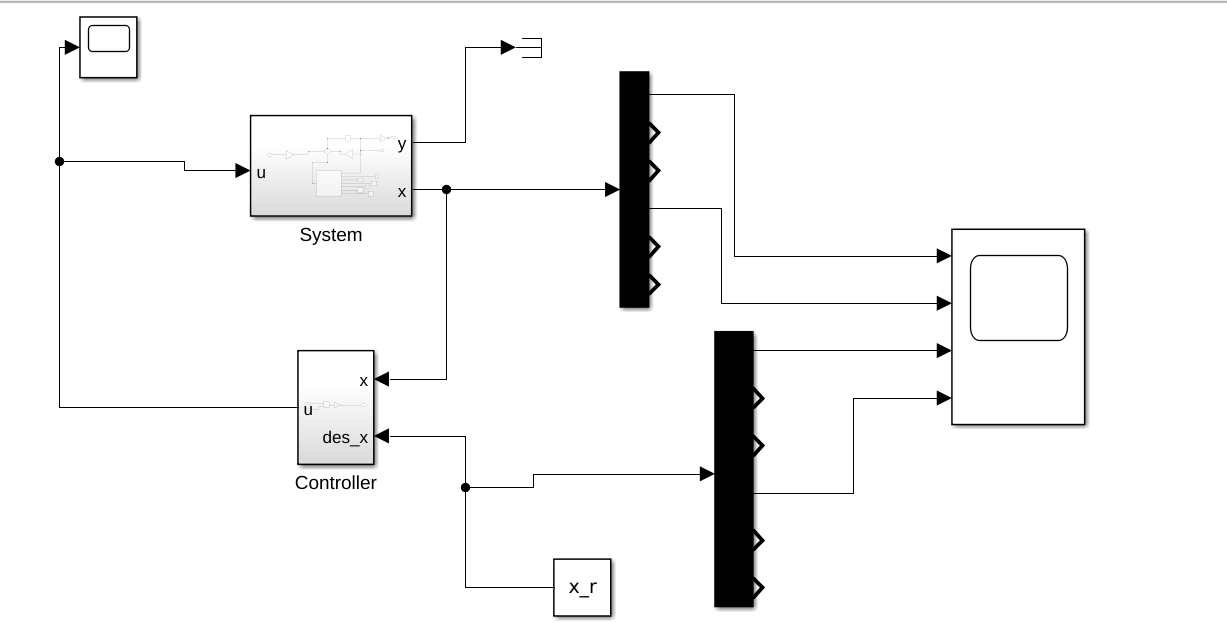 y
u
x
System
x
u
des_x
Controller
x_r